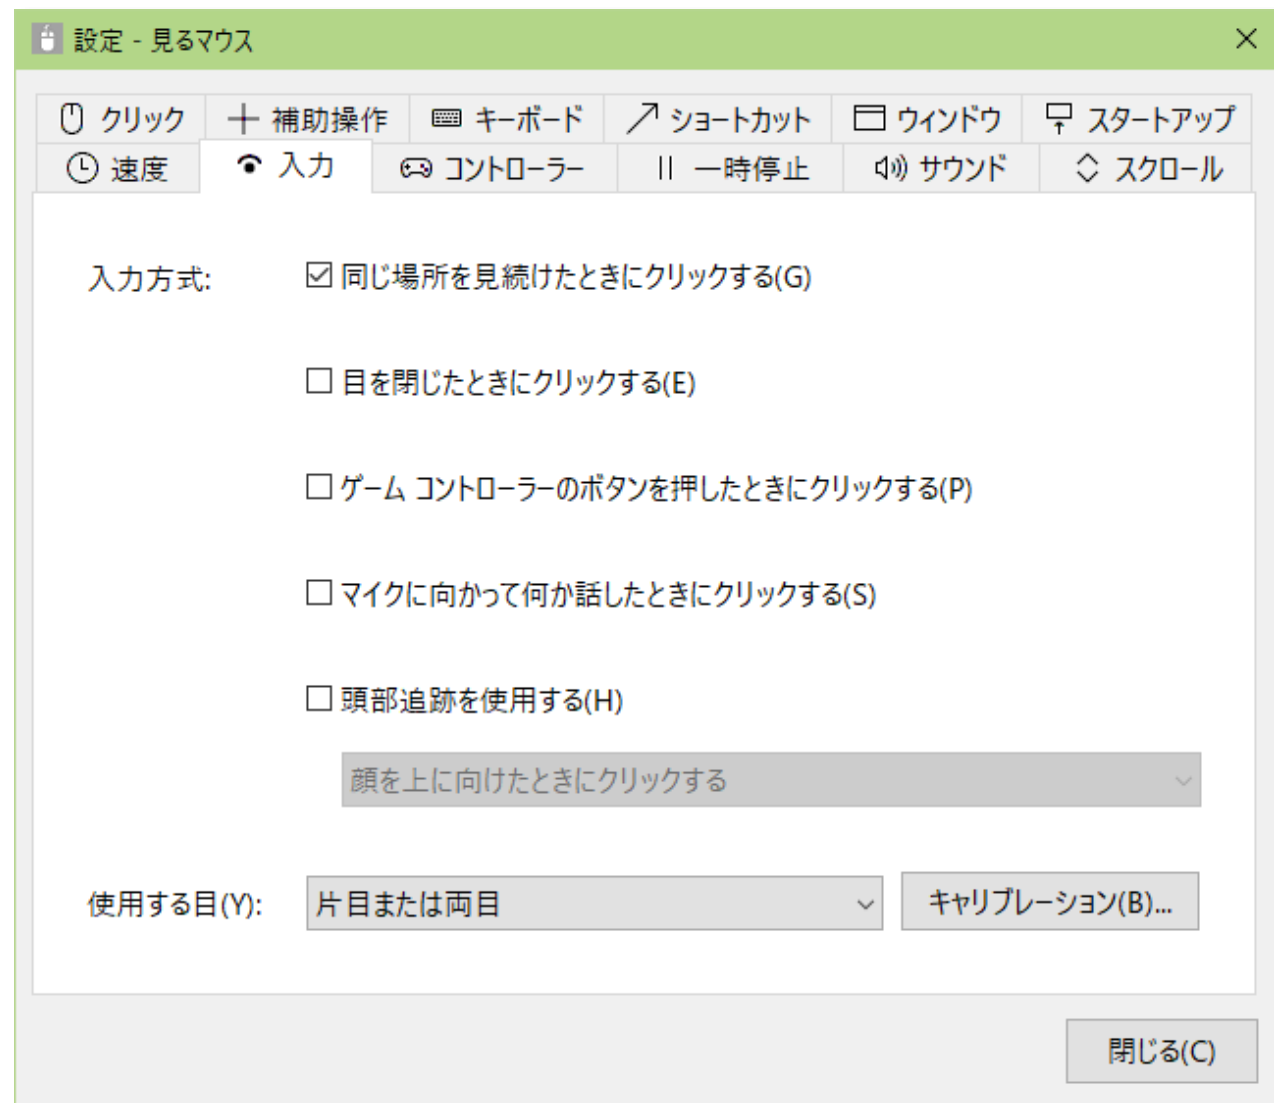 設定 - 見るマウス
クリック 補助操作 キーボード ショートカット ウィンドウ スタートアップ
速度 入力 コントローラー 一時停止 サウンド スクロール
入力方式: 同じ場所を見続けたときにクリックする(G)
目を閉じたときにクリックする(E)
ゲーム コントローラーのボタンを押したときにクリックする(P)
マイクに向かって何か話したときにクリックする(S)
頭部追跡を使用する(H)
顔を上に向けたときにクリックする
使用する目(Y): 片目または両目 キャリブレーション(B)...
閉じる(C)